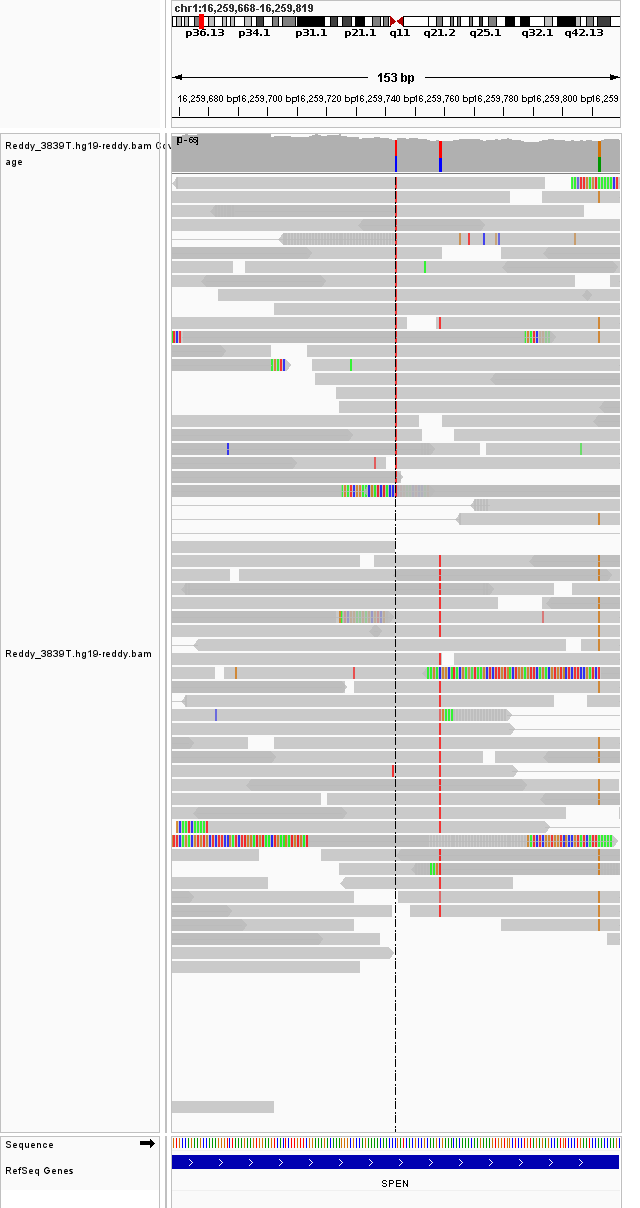 chr1:16,259,668-16,259,819
p36.13 p34.1 p31.1 p21.1 q11 q21.2 q25.1 q32.1 q42.13
153 bp
16,259,680 bp 16,259,700 bp 16,259,720 bp 16,259,740 bp 16,259,760 bp 16,259,780 bp 16,259,800 bp 16,259
Reddy_3839T.hg19-reddy.bam Cov
age
[0-65]
Reddy_3839T.hg19-reddy.bam
Sequence
RefSeq Genes
SPEN